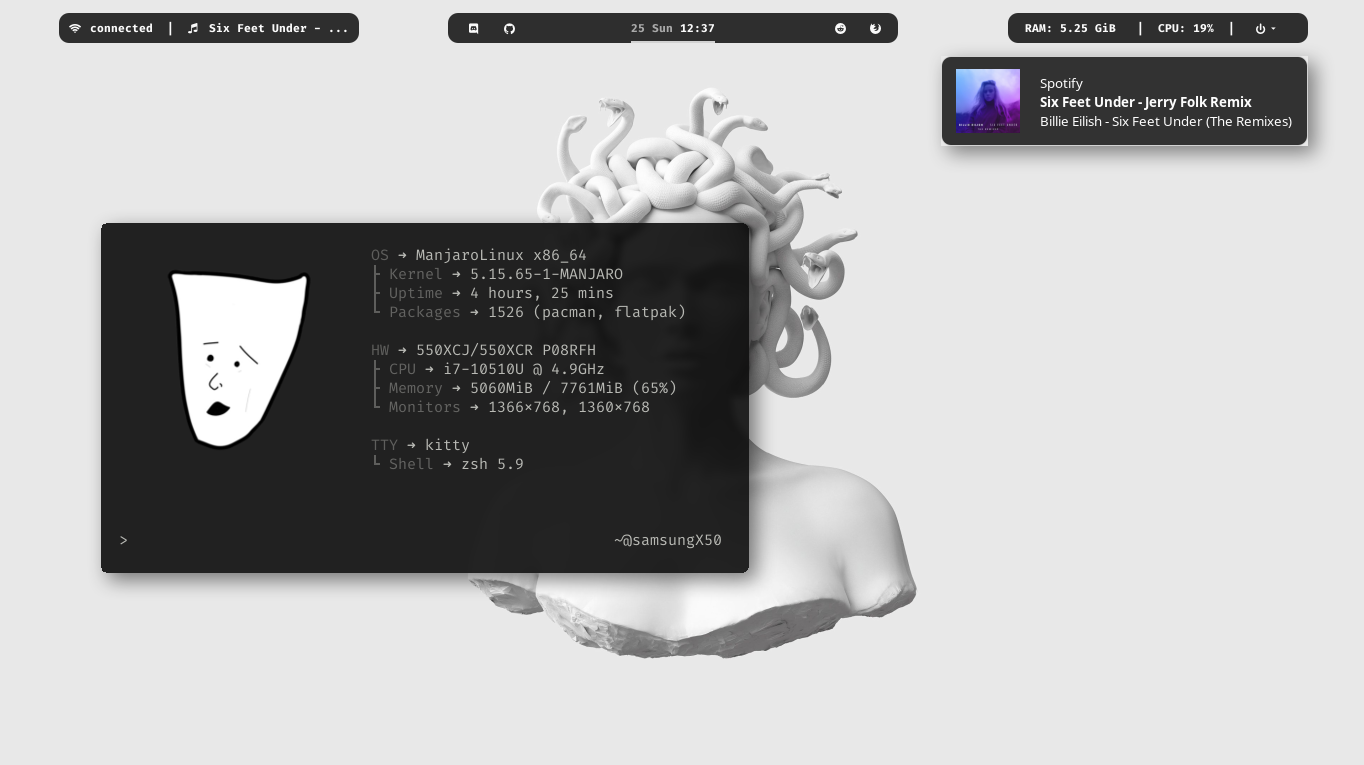 connected | Six Feet Under - ...
25 Sun 12:37
RAM: 5.25 GiB | CPU: 19% |
Spotify
Six Feet Under - Jerry Folk Remix
Billie Eilish - Six Feet Under (The Remixes)
OS ➜ ManjaroLinux x86_64
├ Kernel ➜ 5.15.65-1-MANJARO
├ Uptime ➜ 4 hours, 25 mins
└ Packages ➜ 1526 (pacman, flatpak)
HW ➜ 550XCJ/550XCR P08RFH
├ CPU ➜ i7-10510U @ 4.9GHz
├ Memory ➜ 5060MiB / 7761MiB (65%)
└ Monitors ➜ 1366×768, 1360×768
TTY ➜ kitty
└ Shell ➜ zsh 5.9
> ~@samsungX50